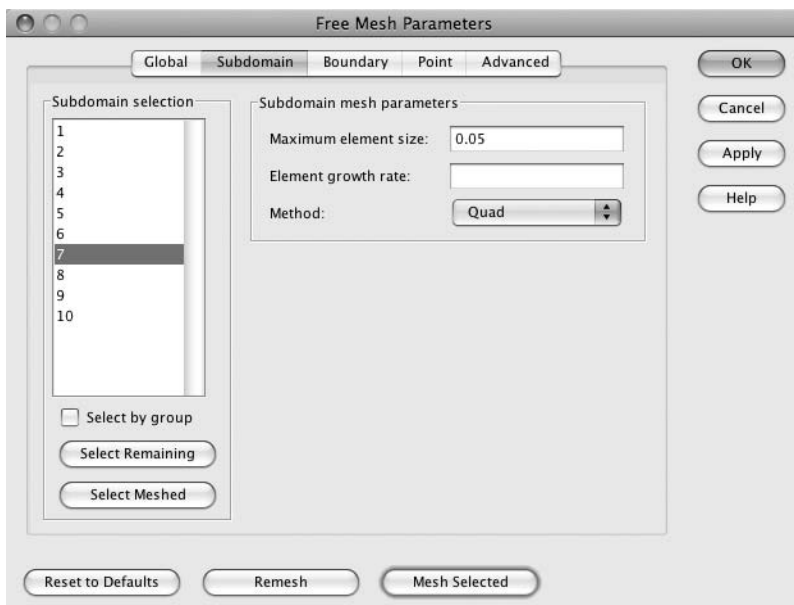 Free Mesh Parameters
Global Subdomain Boundary Point Advanced
Subdomain selection
1
2
3
4
5
6
7
8
9
10
Select by group
Select Remaining
Select Meshed
Subdomain mesh parameters
Maximum element size: 0.05
Element growth rate:
Method: Quad
OK
Cancel
Apply
Help
Reset to Defaults Remesh Mesh Selected